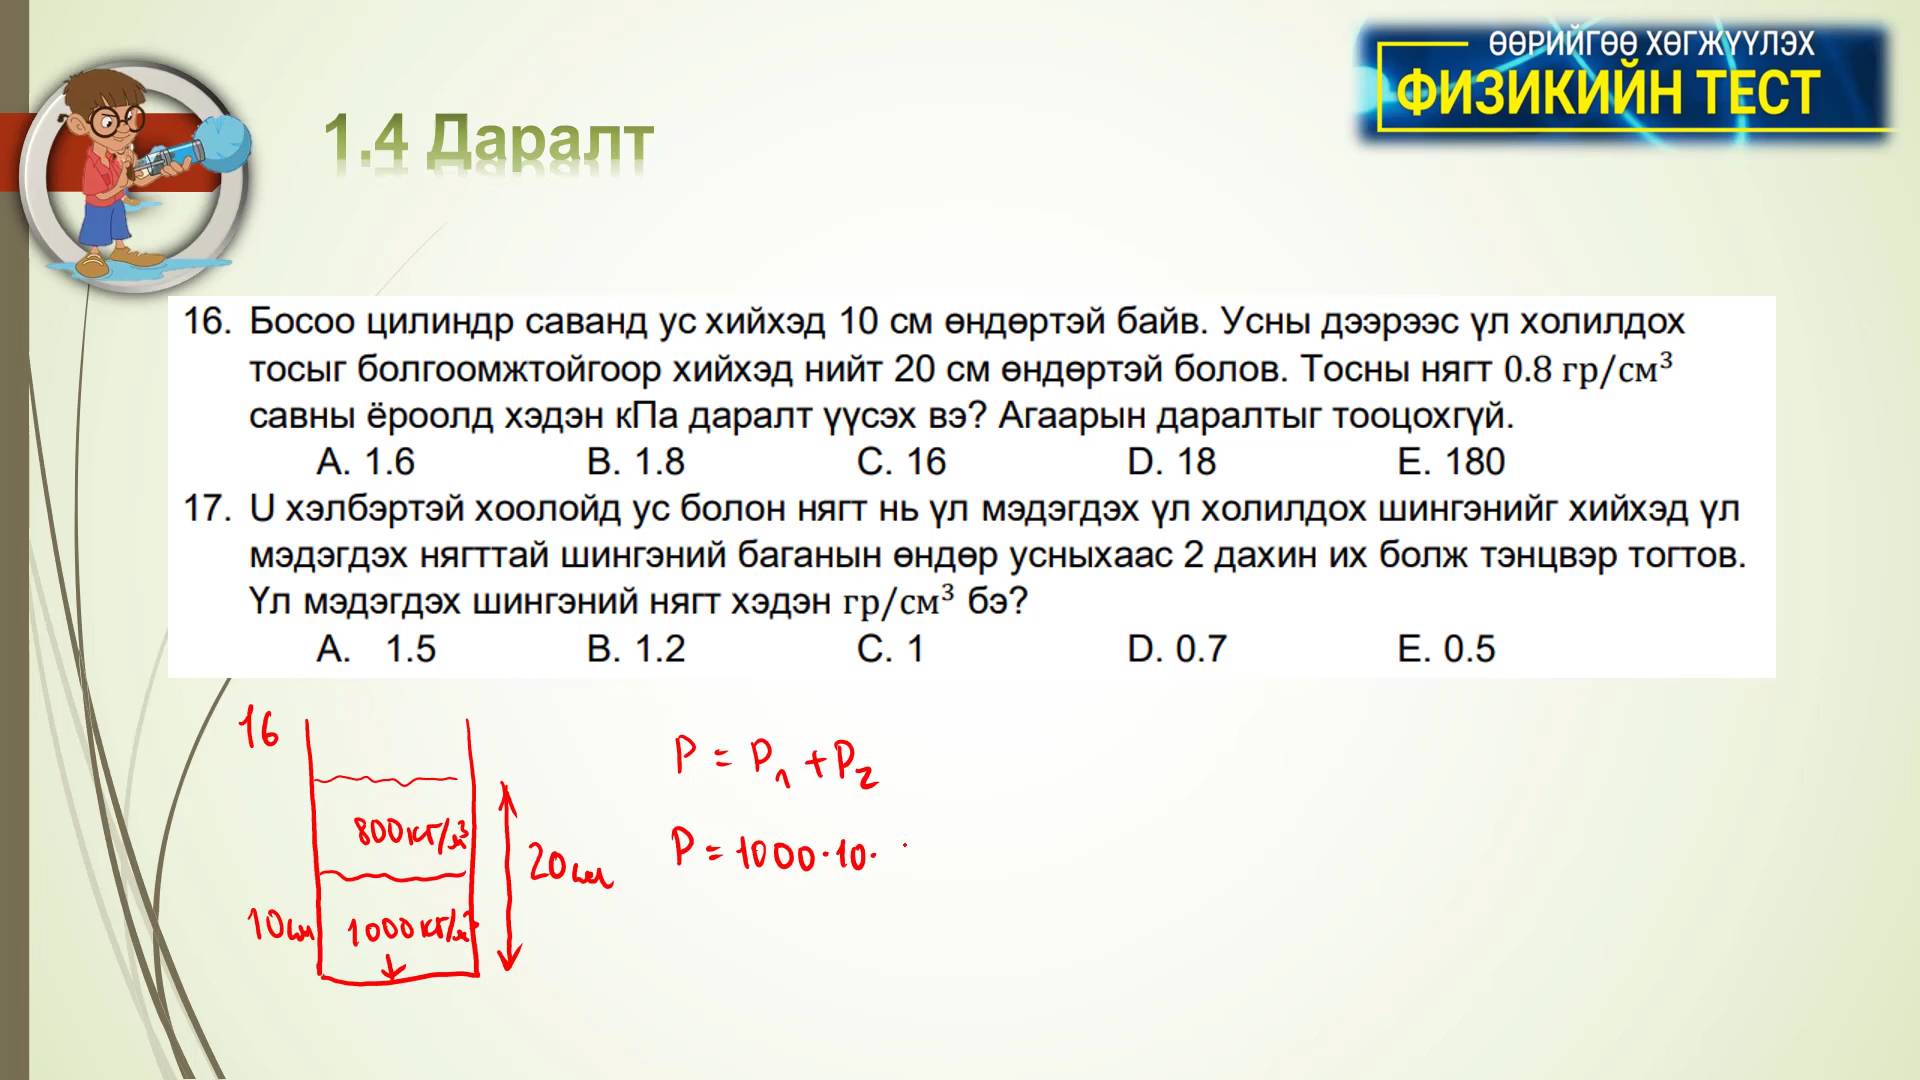 ӨӨРИЙГӨӨ ХӨГЖҮҮЛЭХ
ФИЗИКИЙН ТЕСТ
1.4 Даралт
16. Босоо цилиндр саванд ус хийхэд 10 см өндөртэй байв. Усны дээрээс үл холилдох
тосыг болгоомжтойгоор хийхэд нийт 20 см өндөртэй болов. Тосны нягт 0.8 гр/см³
савны ёроолд хэдэн кПа даралт үүсэх вэ? Агаарын даралтыг тооцохгүй.
A. 1.6 B. 1.8 C. 16 D. 18 E. 180
17. U хэлбэртэй хоолойд ус болон нягт нь үл мэдэгдэх үл холилдох шингэнийг хийхэд үл
мэдэгдэх нягттай шингэний баганын өндөр усныхаас 2 дахин их болж тэнцвэр тогтов.
Үл мэдэгдэх шингэний нягт хэдэн гр/см³ бэ?
A. 1.5 B. 1.2 C. 1 D. 0.7 E. 0.5
16
P = P₁ + P₂
800кг/м³
20см
P = 1000·10·
10см
1000кг/м³